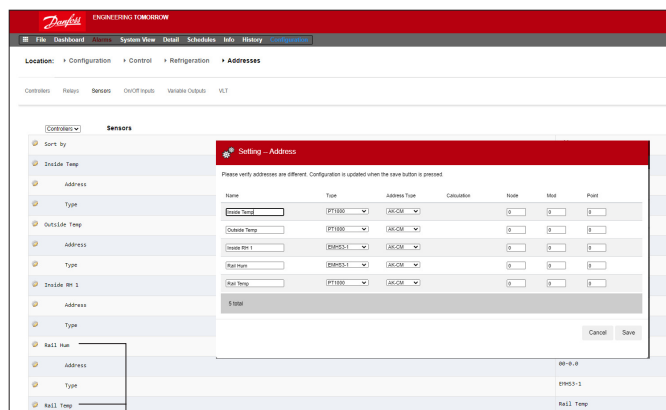 Danfoss ENGINEERING TOMORROW
File Dashboard Alarms System View Detail Schedules Info History Configuration
Location: Configuration Control Refrigeration Addresses
Controllers Relays Sensors On/Off Inputs Variable Outputs VLT
Controllers Sensors
Sort by
Inside Temp
Address
Type
Outside Temp
Address
Type
Inside RH 1
Address
Type
Rail Hum
Address 00-0.0
Type EMHS3-1
Rail Temp Rail Temp
Setting -- Address
Please verify addresses are different. Configuration is updated when the save button is pressed.
Name Type Address Type Calculation Node Mod Point
Inside Temp PT1000 AK-CM 0 0 0
Outside Temp PT1000 AK-CM 0 0 0
Inside RH 1 EMHS3-1 AK-CM 0 0 0
Rail Hum EMHS3-1 AK-CM 0 0 0
Rail Temp PT1000 AK-CM 0 0 0
5 total
Cancel Save